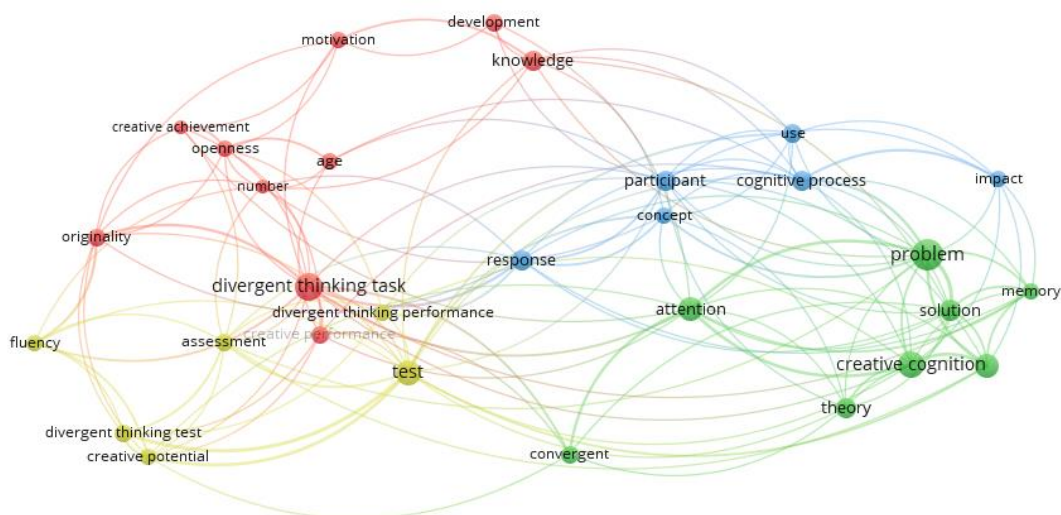 development
motivation
knowledge
creative achievement
use
openness
age
number
participant
cognitive process
impact
concept
originality
response
problem
divergent thinking task
memory
divergent thinking performance
attention
solution
creative performance
fluency
assessment
test
creative cognition
theory
divergent thinking test
creative potential
convergent